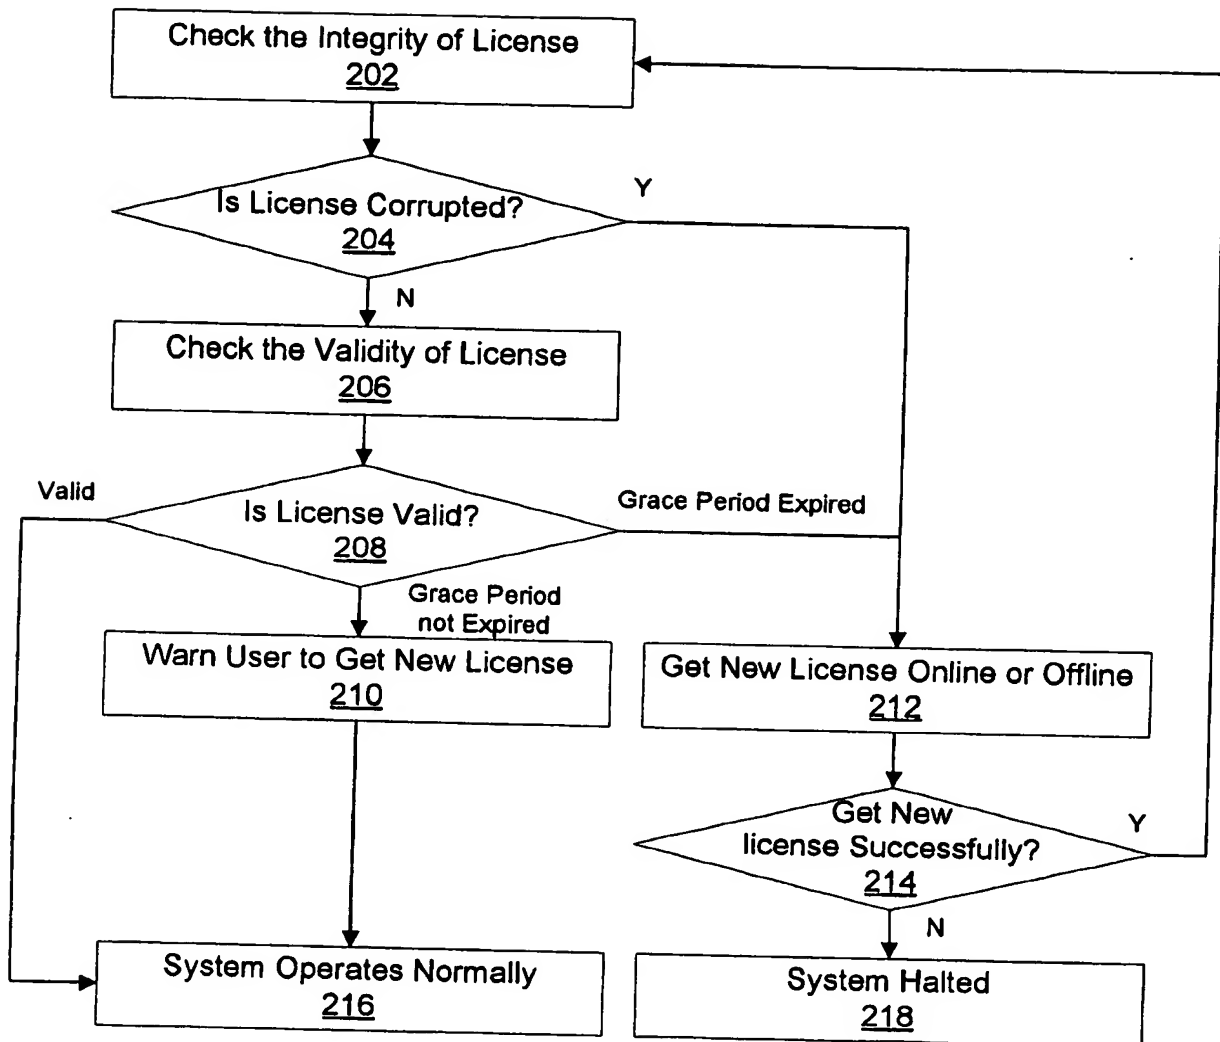 Check the Integrity of License
202
Is License Corrupted?
204
Y
N
Check the Validity of License
206
Valid
Is License Valid?
208
Grace Period Expired
Grace Period
not Expired
Warn User to Get New License
210
Get New License Online or Offline
212
Get New
license Successfully?
214
Y
N
System Operates Normally
216
System Halted
218